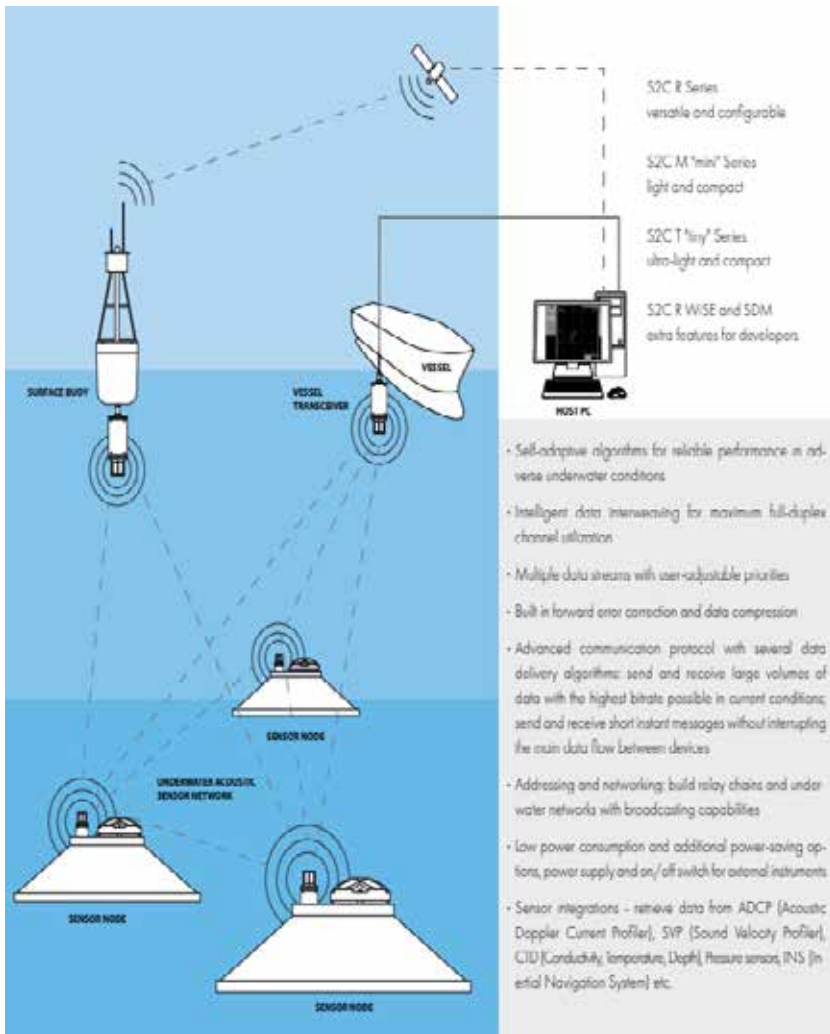 S2C R Series
versatile and configurable
S2C M "mini" Series
light and compact
S2C T "tiny" Series
ultra-light and compact
S2C R WiSE and SDM
extra features for developers
SURFACE BUOY
VESSEL
TRANSCEIVER
VESSEL
HOST PC
SENSOR NODE
UNDERWATER ACOUSTIC
SENSOR NETWORK
SENSOR NODE
SENSOR NODE
• Self-adaptive algorithms for reliable performance in ad-
verse underwater conditions
• Intelligent data interweaving for maximum full-duplex
channel utilization
• Multiple data streams with user-adjustable priorities
• Built in forward error correction and data compression
• Advanced communication protocol with several data
delivery algorithms: send and receive large volumes of
data with the highest bitrate possible in current conditions;
send and receive short instant messages without interrupting
the main data flow between devices
• Addressing and networking: build relay chains and under
water networks with broadcasting capabilities
• Low power consumption and additional power-saving op-
tions, power supply and on/off switch for external instruments
• Sensor integrations - retrieve data from ADCP (Acoustic
Doppler Current Profiler), SVP (Sound Velocity Profiler),
CTD (Conductivity, Temperature, Depth), Pressure sensors, INS (In-
ertial Navigation System) etc.